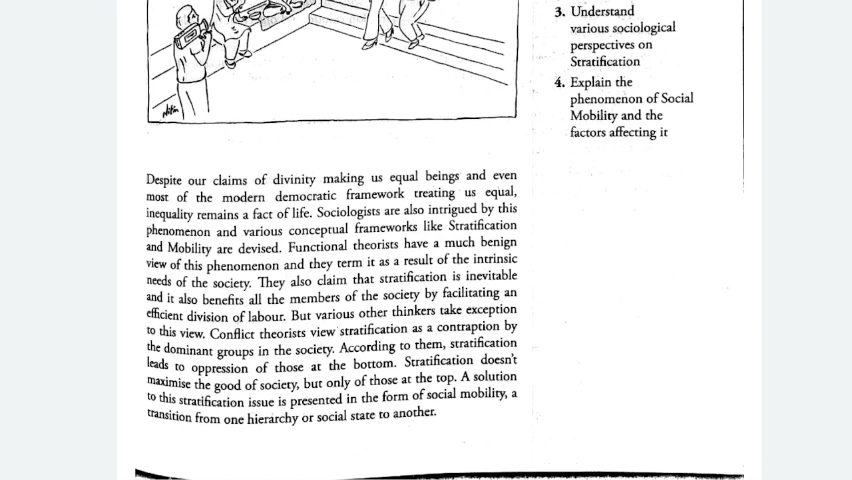 3. Understand
various sociological
perspectives on
Stratification
4. Explain the
phenomenon of Social
Mobility and the
factors affecting it
Despite our claims of divinity making us equal beings and even
most of the modern democratic framework treating us equal,
inequality remains a fact of life. Sociologists are also intrigued by this
phenomenon and various conceptual frameworks like Stratification
and Mobility are devised. Functional theorists have a much benign
view of this phenomenon and they term it as a result of the intrinsic
needs of the society. They also claim that stratification is inevitable
and it also benefits all the members of the society by facilitating an
efficient division of labour. But various other thinkers take exception
to this view. Conflict theorists view stratification as a contraption by
the dominant groups in the society. According to them, stratification
leads to oppression of those at the bottom. Stratification doesn't
maximise the good of society, but only of those at the top. A solution
to this stratification issue is presented in the form of social mobility, a
transition from one hierarchy or social state to another.